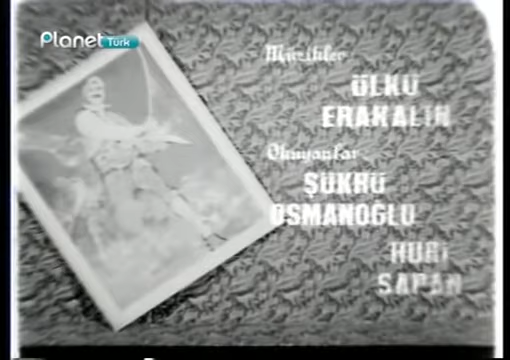 Planet
Türk
Müzikler
ÜLKÜ
ERAKALIN
Okuyanlar
ŞÜKRÜ
OSMANOĞLU
HURİ
SAPAN